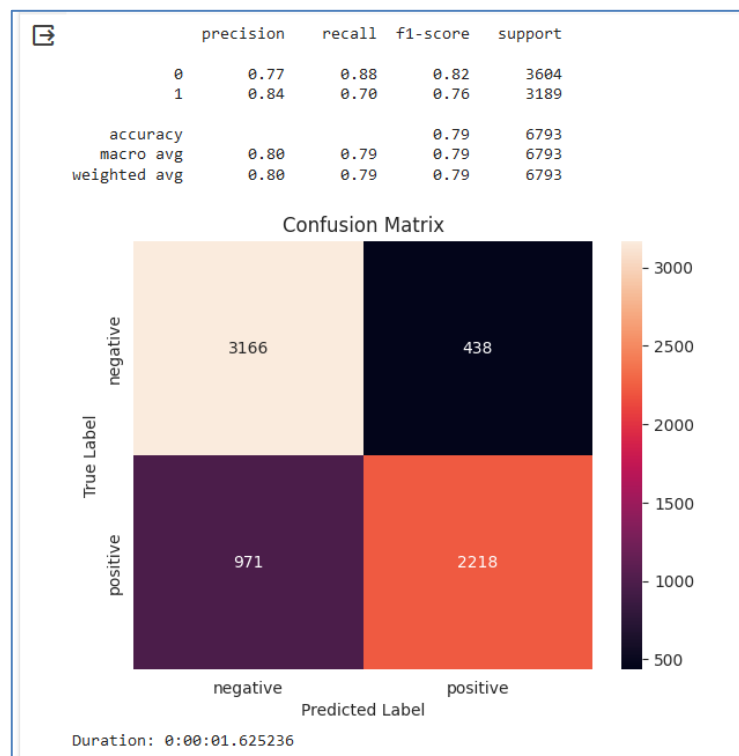 precision recall f1-score support
0 0.77 0.88 0.82 3604
1 0.84 0.70 0.76 3189
accuracy 0.79 6793
macro avg 0.80 0.79 0.79 6793
weighted avg 0.80 0.79 0.79 6793
Confusion Matrix
3000
2500
2000
1500
1000
500
True Label
negative
positive
3166 438
971 2218
negative positive
Predicted Label
Duration: 0:00:01.625236